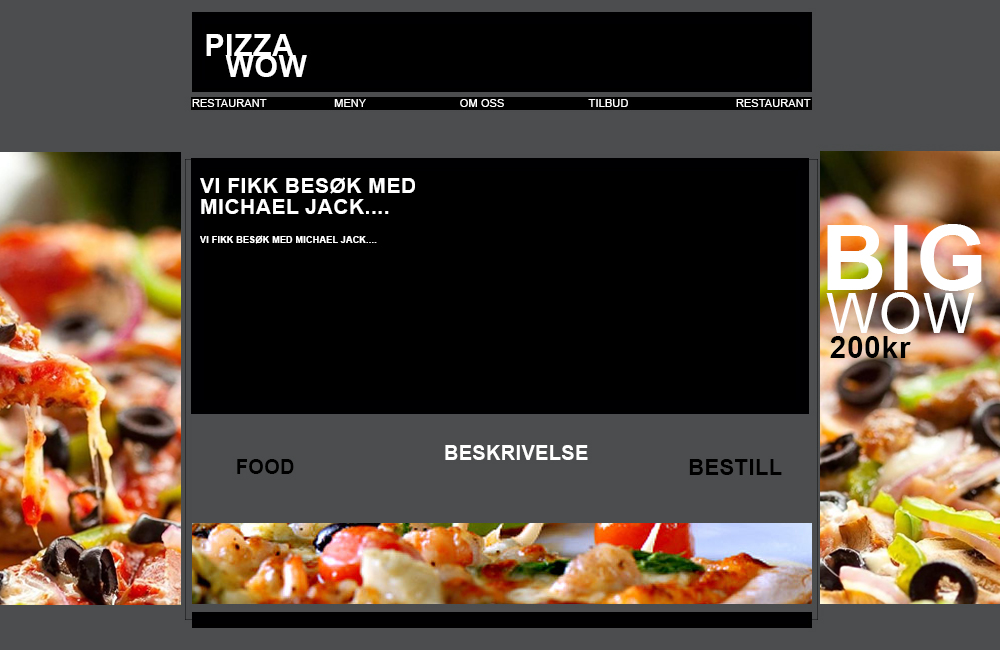 PIZZA
WOW
RESTAURANT MENY OM OSS TILBUD RESTAURANT
VI FIKK BESØK MED
MICHAEL JACK....
VI FIKK BESØK MED MICHAEL JACK....
BIG
WOW
200kr
FOOD BESKRIVELSE BESTILL